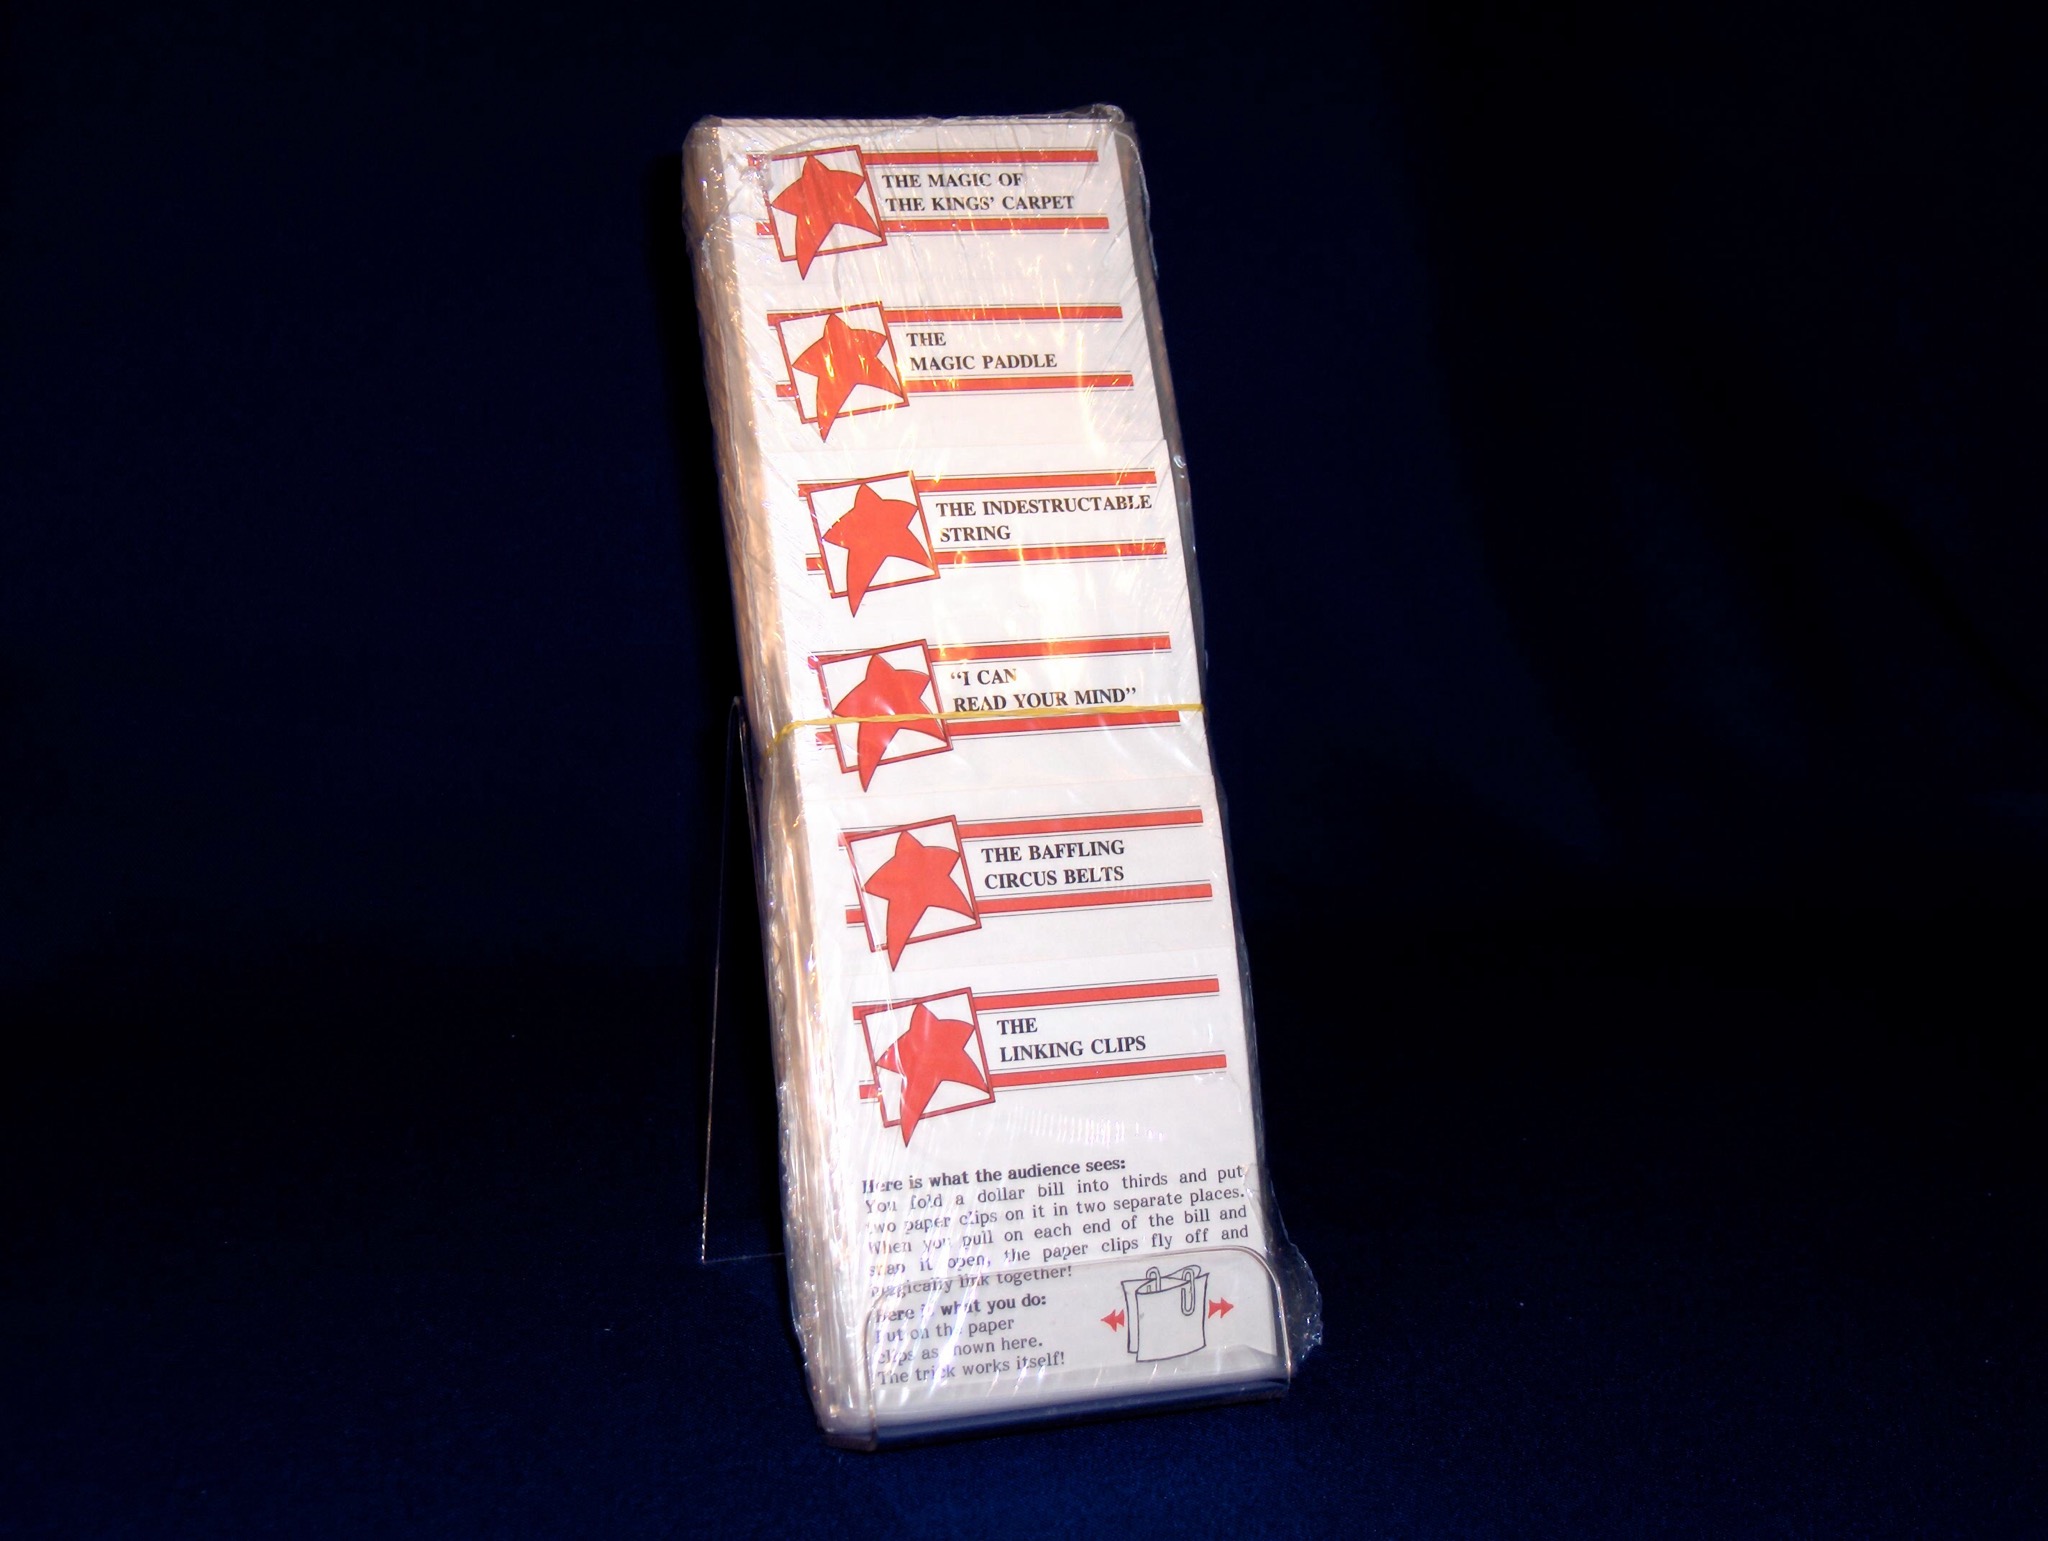 THE MAGIC OF
THE KINGS' CARPET
THE
MAGIC PADDLE
THE INDESTRUCTABLE
STRING
“I CAN
READ YOUR MIND”
THE BAFFLING
CIRCUS BELTS
THE
LINKING CLIPS
Here is what the audience sees:
You fold a dollar bill into thirds and put
two paper clips on it in two separate places.
When you pull on each end of the bill and
snap it open, the paper clips fly off and
magically link together!
Here is what you do:
Put on the paper
clips as shown here.
The trick works itself!